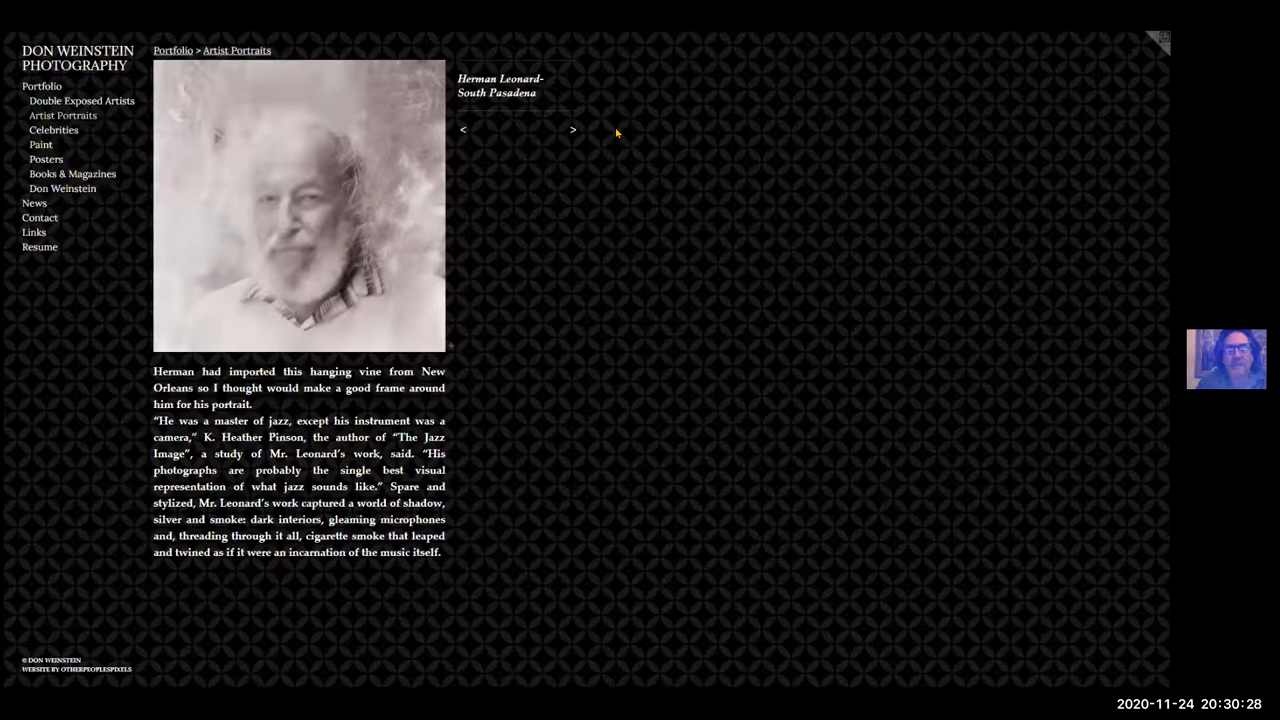 DON WEINSTEIN
PHOTOGRAPHY
Portfolio
Double Exposed Artists
Artist Portraits
Celebrities
Paint
Posters
Books & Magazines
Don Weinstein
News
Contact
Links
Resume
Portfolio > Artist Portraits
Herman Leonard-
South Pasadena
< >
Herman had imported this hanging vine from New
Orleans so I thought would make a good frame around
him for his portrait.
“He was a master of jazz, except his instrument was a
camera,” K. Heather Pinson, the author of “The Jazz
Image”, a study of Mr. Leonard’s work, said. “His
photographs are probably the single best visual
representation of what jazz sounds like.” Spare and
stylized, Mr. Leonard’s work captured a world of shadow,
silver and smoke: dark interiors, gleaming microphones
and, threading through it all, cigarette smoke that leaped
and twined as if it were an incarnation of the music itself.
© DON WEINSTEIN
WEBSITE BY OTHERPEOPLESPIXELS
2020-11-24 20:30:28